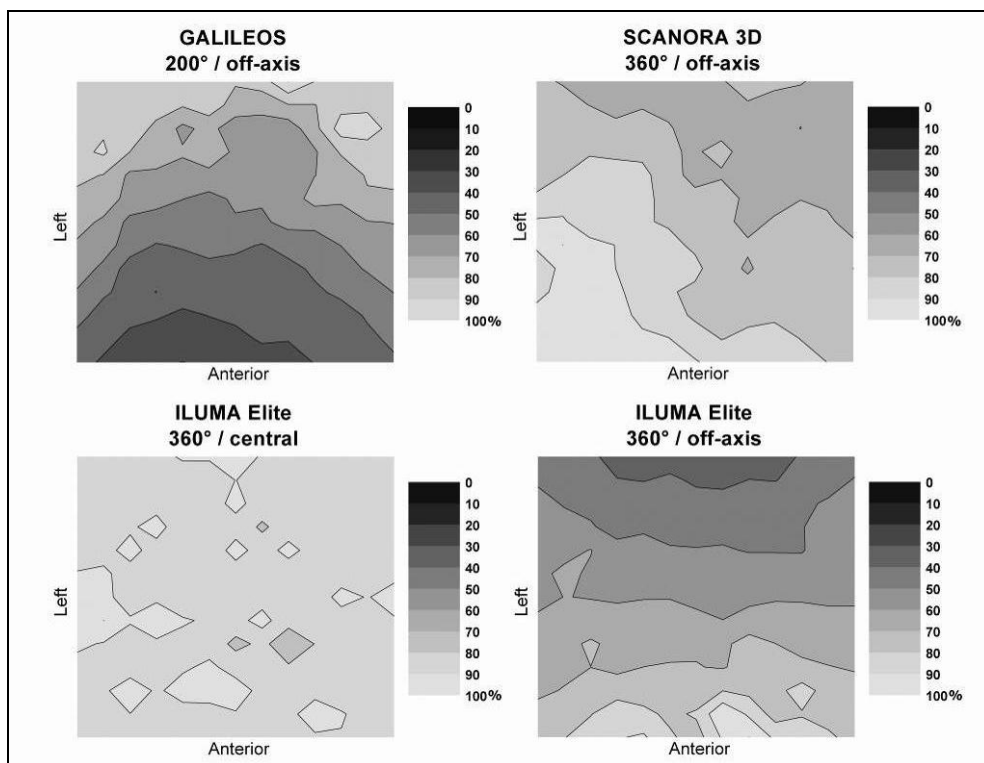 GALILEOS
200° / off-axis
0
10
20
30
40
50
60
70
80
90
100%
Left
Anterior
SCANORA 3D
360° / off-axis
0
10
20
30
40
50
60
70
80
90
100%
Left
Anterior
ILUMA Elite
360° / central
0
10
20
30
40
50
60
70
80
90
100%
Left
Anterior
ILUMA Elite
360° / off-axis
0
10
20
30
40
50
60
70
80
90
100%
Left
Anterior